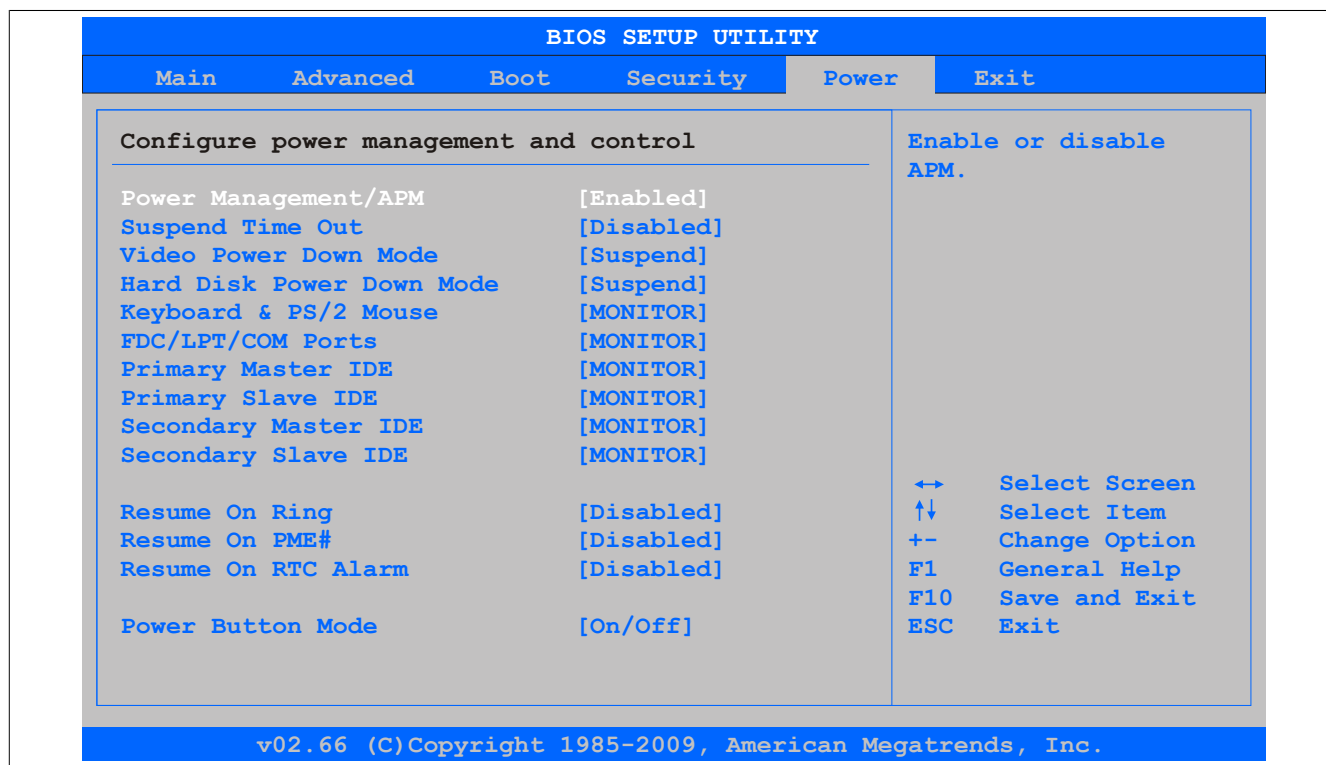 BIOS SETUP UTILITY
Main Advanced Boot Security Power Exit
Configure power management and control
Power Management/APM [Enabled]
Suspend Time Out [Disabled]
Video Power Down Mode [Suspend]
Hard Disk Power Down Mode [Suspend]
Keyboard & PS/2 Mouse [MONITOR]
FDC/LPT/COM Ports [MONITOR]
Primary Master IDE [MONITOR]
Primary Slave IDE [MONITOR]
Secondary Master IDE [MONITOR]
Secondary Slave IDE [MONITOR]
Resume On Ring [Disabled]
Resume On PME# [Disabled]
Resume On RTC Alarm [Disabled]
Power Button Mode [On/Off]
Enable or disable
APM.
↔ Select Screen
↑↓ Select Item
+- Change Option
F1 General Help
F10 Save and Exit
ESC Exit
v02.66 (C)Copyright 1985-2009, American Megatrends, Inc.